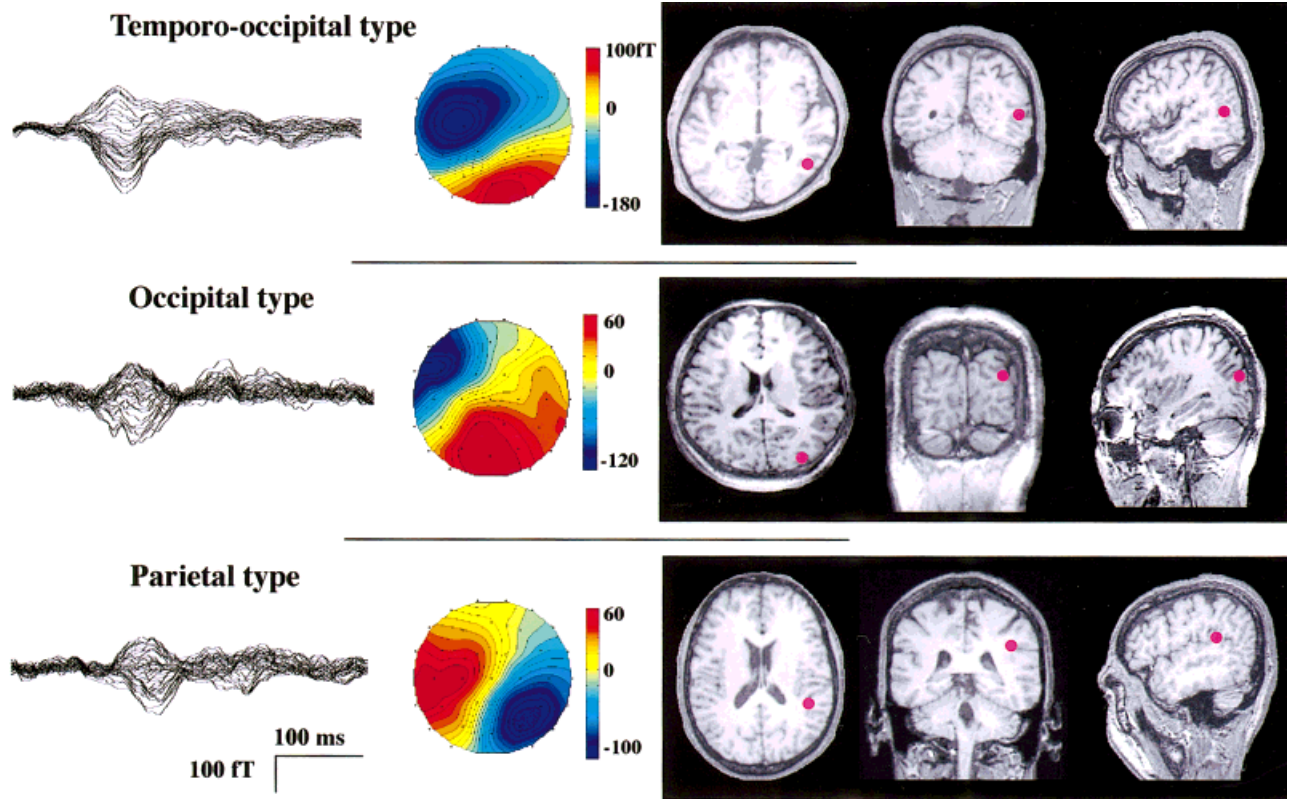 Temporo-occipital type
100fT
0
-180
Occipital type
60
0
-120
Parietal type
60
0
-100
100 ms
100 fT